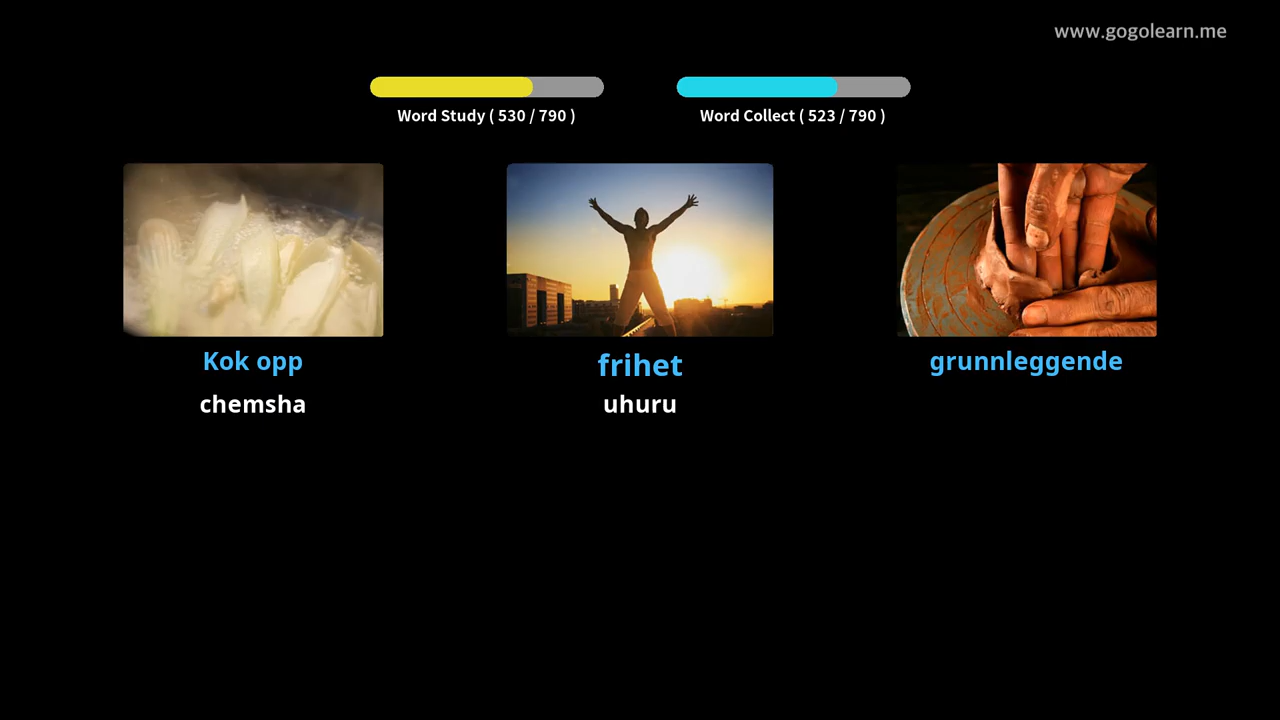 www.gogolearn.me
Word Study ( 530 / 790 )
Word Collect ( 523 / 790 )
Kok opp
frihet
grunnleggende
chemsha
uhuru